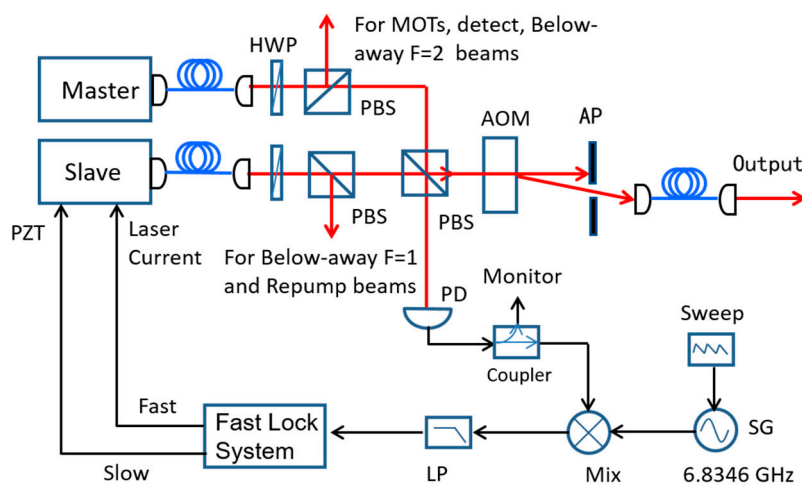 For MOTs, detect, Below-
away F=2 beams
HWP
Master
PBS
AOM
AP
Slave
Output
PBS
PBS
PZT
Laser
Current
For Below-away F=1
and Repump beams
PD
Monitor
Sweep
Coupler
Fast
Fast Lock
System
Slow
LP
Mix
SG
6.8346 GHz